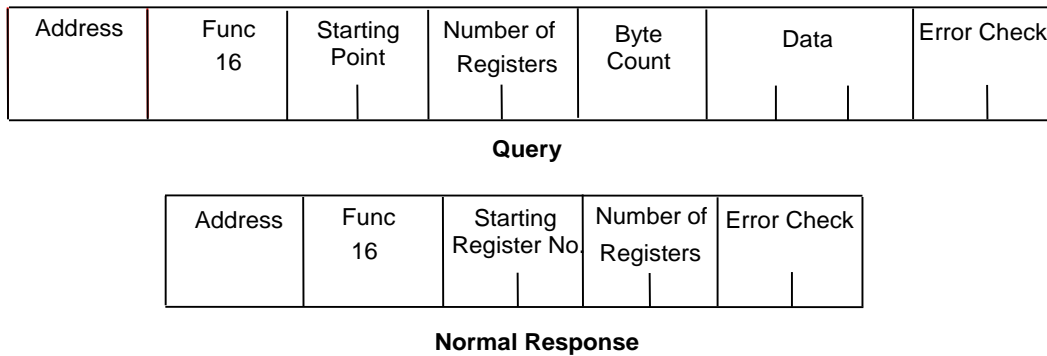 Address
Func
16
Starting
Point
Number of
Registers
Byte
Count
Data
Error Check
Query
Address
Func
16
Starting
Register No.
Number of
Registers
Error Check
Normal Response